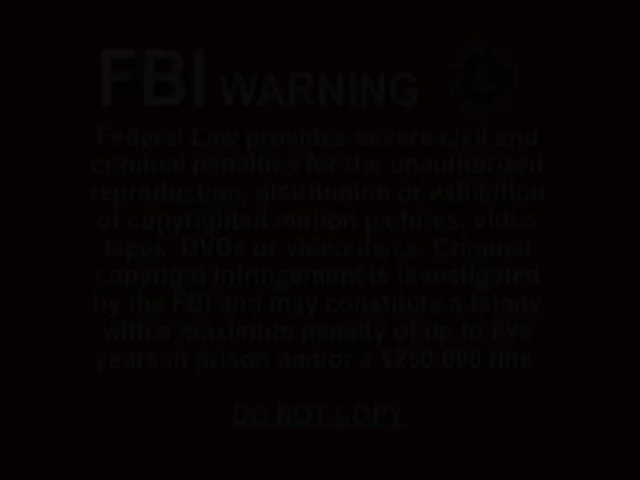 FBI WARNING
Federal Law provides severe civil and
criminal penalties for the unauthorized
reproduction, distribution or exhibition
of copyrighted motion pictures, video
tapes, DVDs or video discs. Criminal
copyright infringement is investigated
by the FBI and may constitute a felony
with a maximum penalty of up to five
years in prison and/or a $250,000 fine.
DO NOT COPY